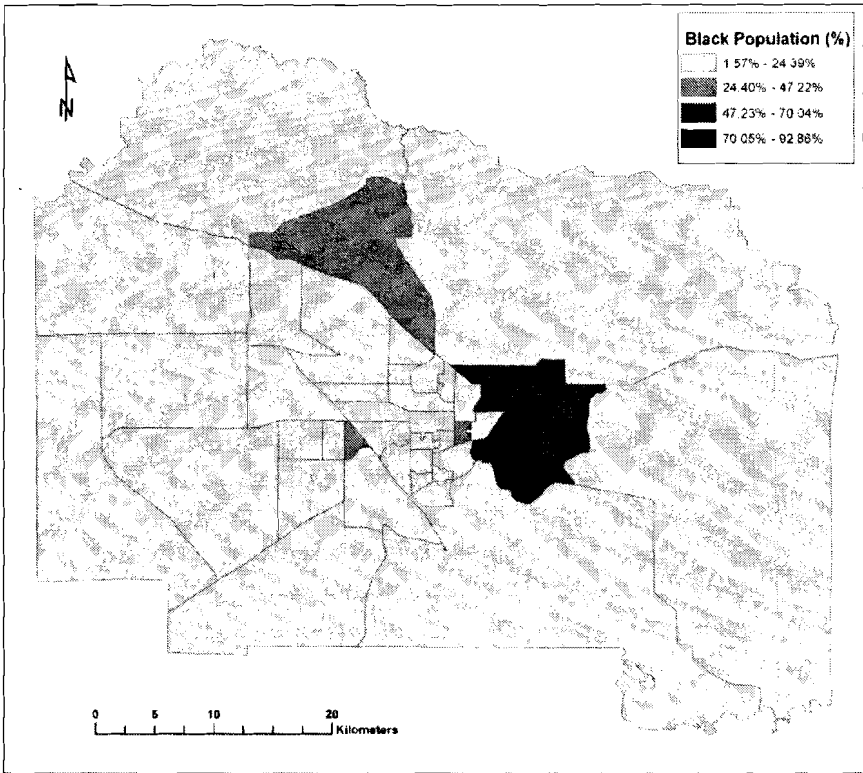 Black Population (%)
1.57% - 24.39%
24.40% - 47.22%
47.23% - 70.04%
70.05% - 92.86%
N
0 5 10 20
Kilometers